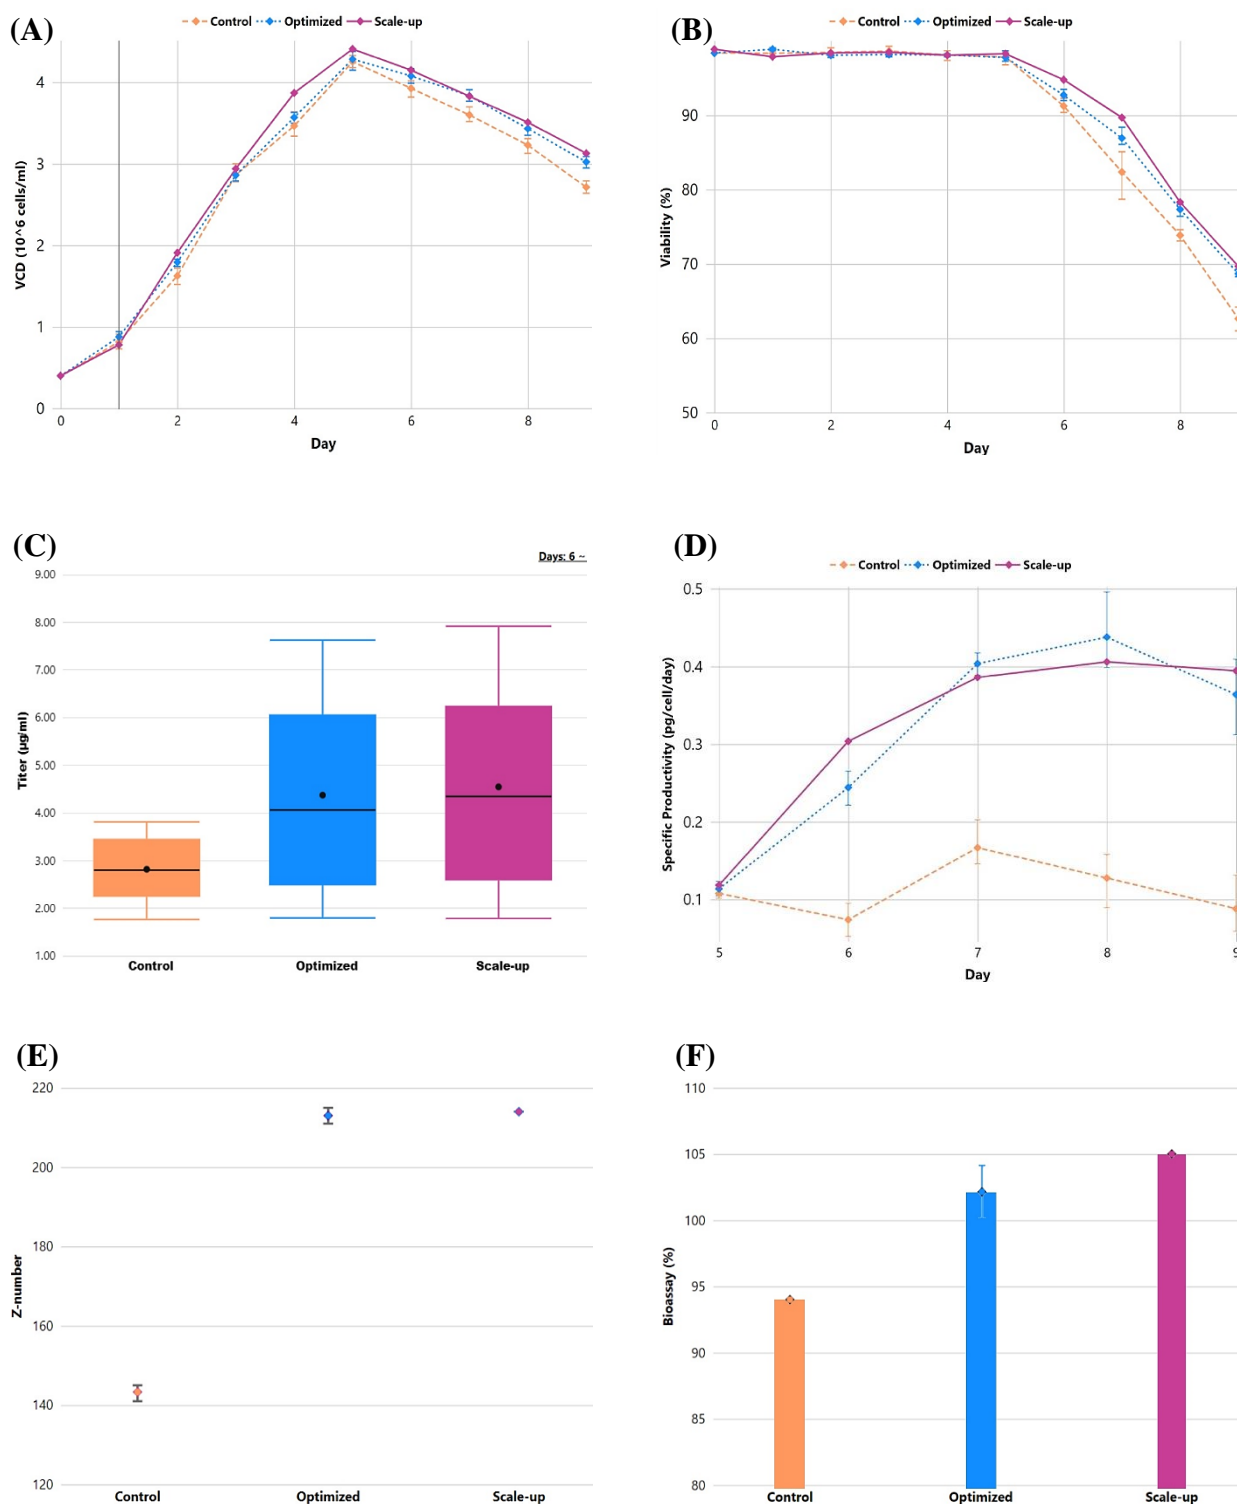 (A)
Control Optimized Scale-up
VCD (10^6 cells/ml)
4
3
2
1
0
0 2 4 6 8
Day
(B)
Control Optimized Scale-up
Viability (%)
90
80
70
60
50
0 2 4 6 8
Day
(C)
Days: 6 ~
Titer (µg/ml)
9.00
8.00
7.00
6.00
5.00
4.00
3.00
2.00
1.00
Control Optimized Scale-up
(D)
Control Optimized Scale-up
Specific Productivity (pg/cell/day)
0.5
0.4
0.3
0.2
0.1
5 6 7 8 9
Day
(E)
Z-number
220
200
180
160
140
120
Control Optimized Scale-up
(F)
Bioassay (%)
110
105
100
95
90
85
80
Control Optimized Scale-up